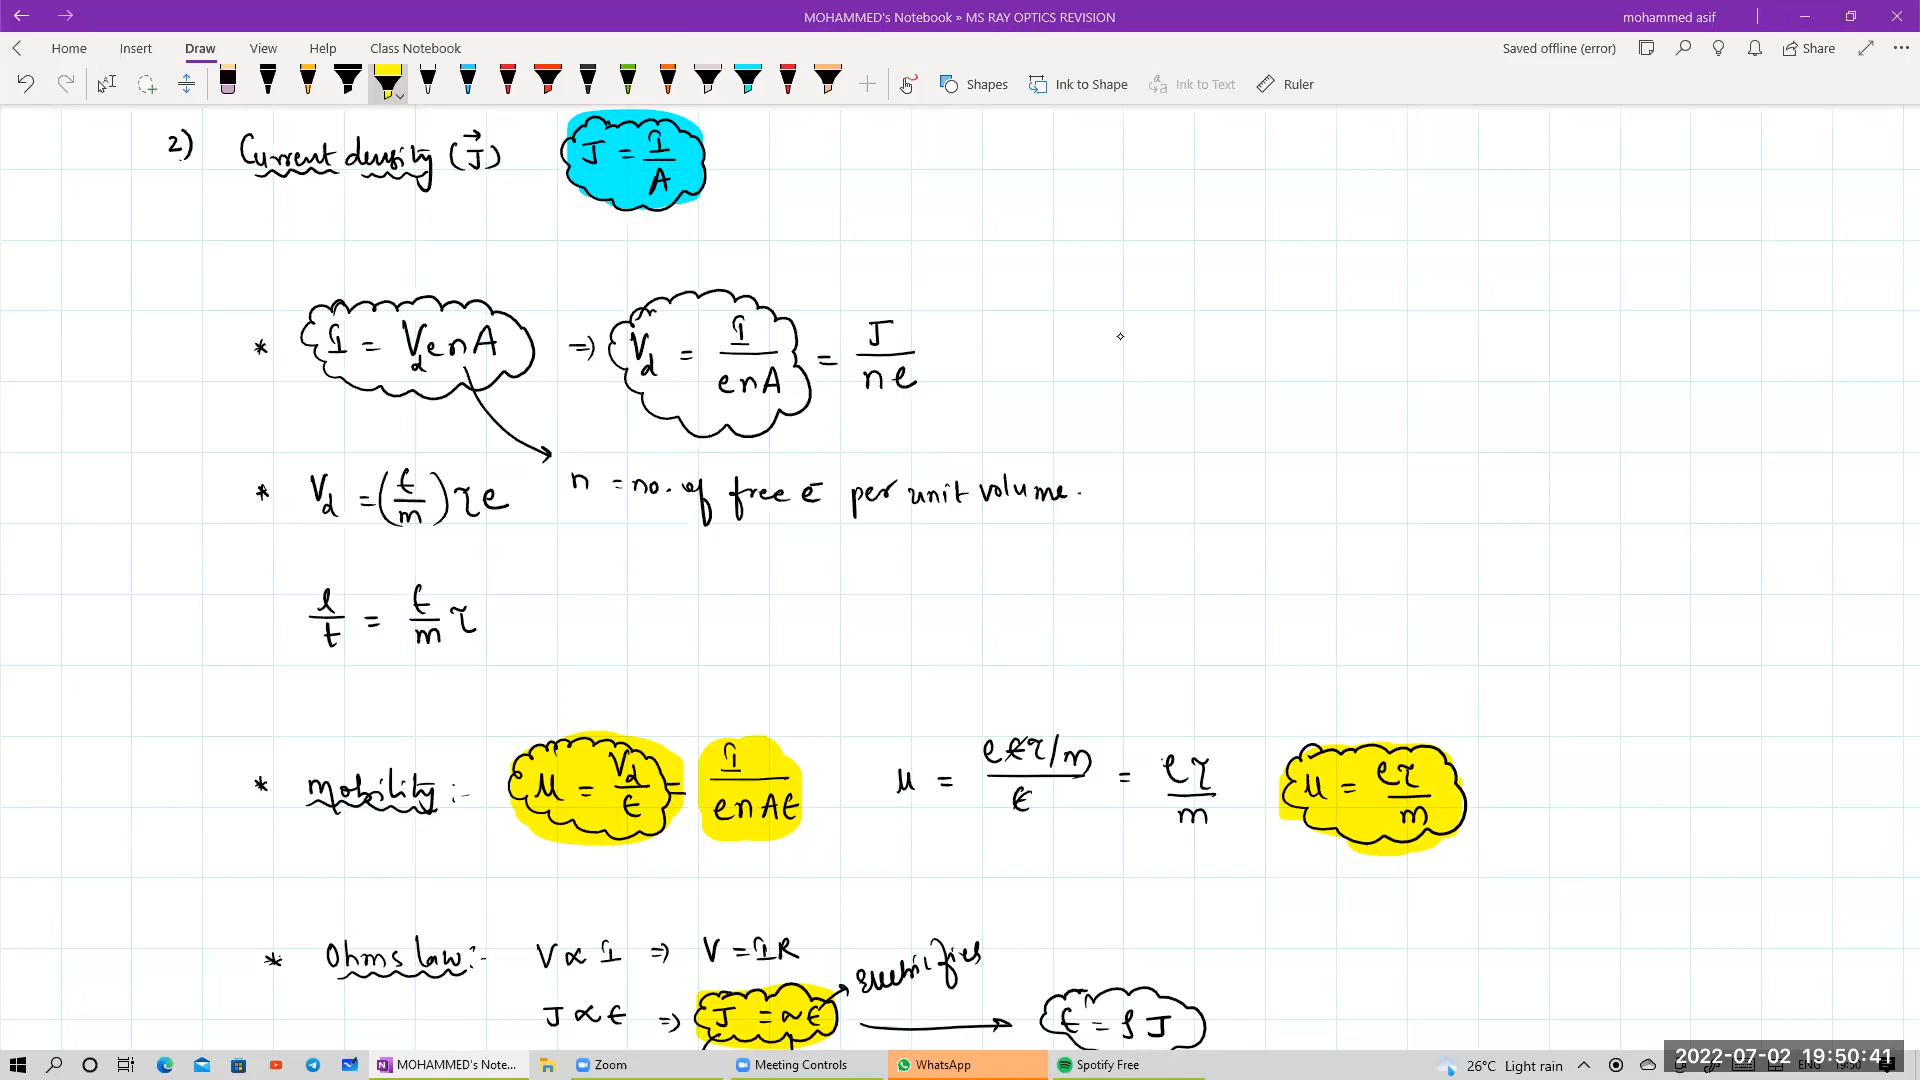 MOHAMMED's Notebook » MS RAY OPTICS REVISION
mohammed asif
Home Insert Draw View Help Class Notebook
Saved offline (error) Share
Shapes Ink to Shape Ink to Text Ruler
2) Current density (J⃗) J = I/A
* I = V_d enA ⇒ V_d = I/enA = J/ne
* V_d = (E/m) τe n = no. of free e⁻ per unit volume.
l/t = E/m τ
* mobility :- μ = V_d/E = I/enAE μ = eEτ/m / E = eτ/m μ = eτ/m
* Ohms law :- V ∝ I ⇒ V = IR
J ∝ E ⇒ J = σE E = ρJ
MOHAMMED's Note... Zoom Meeting Controls WhatsApp Spotify Free 26°C Light rain
2022-07-02 19:50:41